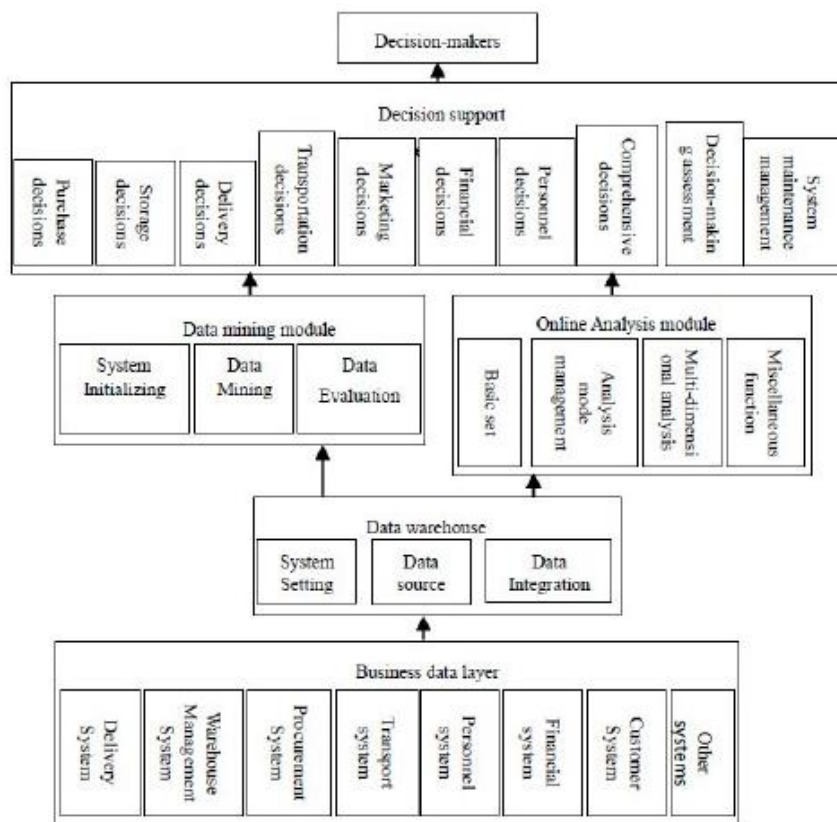 Decision-makers
Decision support
Purchase
decisions
Storage
decisions
Delivery
decisions
Transportation
decisions
Marketing
decisions
Financial
decisions
Personnel
decisions
Comprehensive
decisions
Decision-makin
g assessment
System
maintenance
management
Data mining module
System
Initializing
Data
Mining
Data
Evaluation
Online Analysis module
Basic set
Analysis
mode
management
Multi-dimensi
onal analysis
Miscellaneous
function
Data warehouse
System
Setting
Data
source
Data
Integration
Business data layer
Delivery
System
Warehouse
Management
System
Procurement
System
Transport
system
Personnel
system
Financial
system
Customer
System
Other
systems